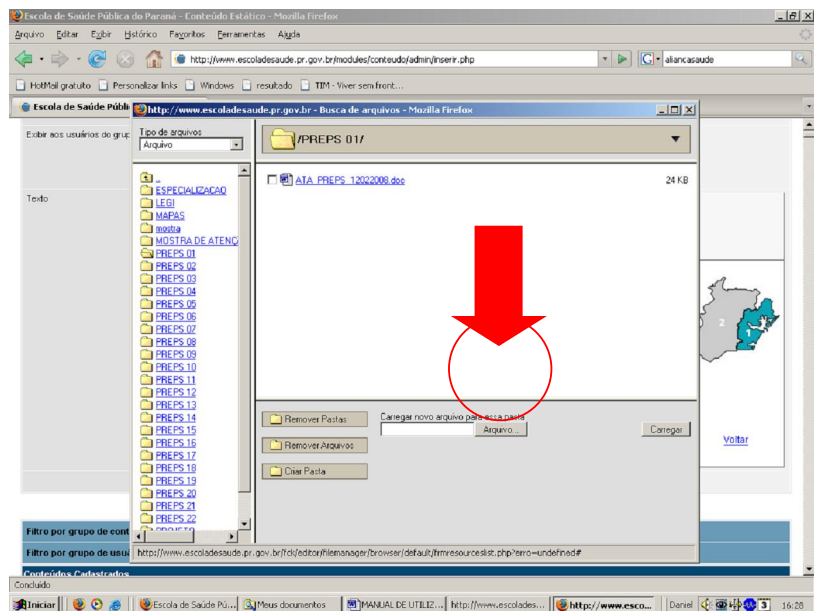 Escola de Saúde Pública do Paraná - Conteúdo Estático - Mozilla Firefox
Arquivo Editar Exibir Histórico Favoritos Ferramentas Ajuda
http://www.escoladesaude.pr.gov.br/modules/conteudo/admin/inserir.php
aliancasaude
HotMail gratuito Personalizar links Windows resultado TIM - Viver sem front...
Escola de Saúde Públi
http://www.escoladesaude.pr.gov.br - Busca de arquivos - Mozilla Firefox
Exibir aos usuários do grup
Tipo de arquivos
Arquivo
/PREPS 01/
Texto
..
ESPECIALIZACAO
LEGI
MAPAS
mostra
MOSTRA DE ATENÇ
PREPS 01
PREPS 02
PREPS 03
PREPS 04
PREPS 05
PREPS 06
PREPS 07
PREPS 08
PREPS 09
PREPS 10
PREPS 11
PREPS 12
PREPS 13
PREPS 14
PREPS 15
PREPS 16
PREPS 17
PREPS 18
PREPS 19
PREPS 20
PREPS 21
PREPS 22
PROJETO
ATA_PREPS_12022008.doc 24 KB
2
1
Remover Pastas
Carregar novo arquivo para essa pasta
Arquivo...
Carregar
Remover Arquivos
Criar Pasta
Voltar
Filtro por grupo de cont
Filtro por grupo de usuá
http://www.escoladesaude.pr.gov.br/fck/editor/filemanager/browser/default/frmresourceslist.php?erro=undefined#
Conteúdos Cadastrados
Concluído
Iniciar Escola de Saúde Pú... Meus documentos MANUAL DE UTILIZ... http://www.escolades... http://www.esco... Daniel 3 16:28